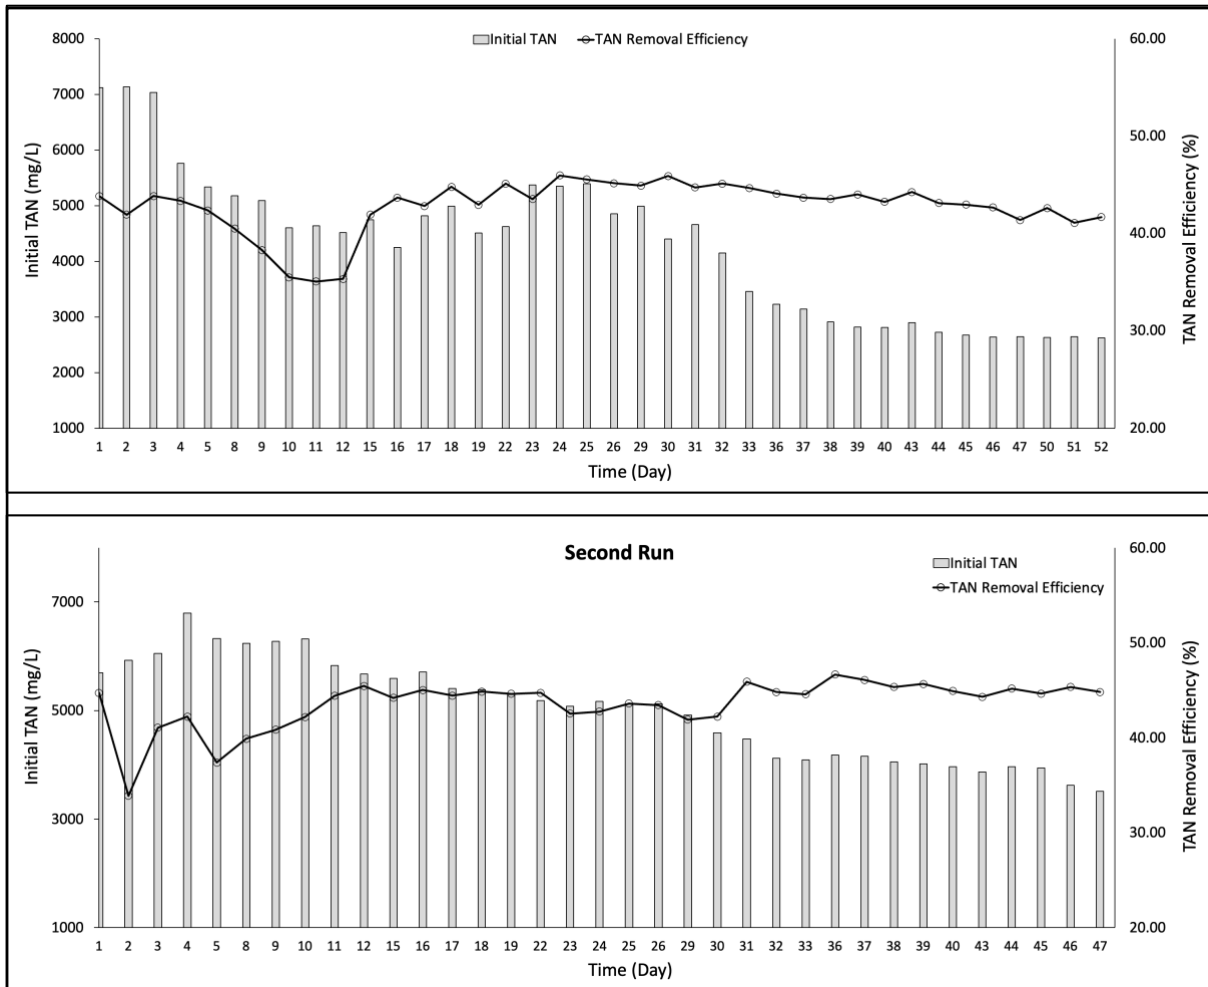 8000
7000
6000
5000
4000
3000
2000
1000
Initial TAN (mg/L)
Initial TAN TAN Removal Efficiency
60.00
50.00
40.00
30.00
20.00
TAN Removal Efficiency (%)
1 2 3 4 5 8 9 10 11 12 15 16 17 18 19 22 23 24 25 26 29 30 31 32 33 36 37 38 39 40 43 44 45 46 47 50 51 52
Time (Day)
Second Run
7000
5000
3000
1000
Initial TAN (mg/L)
Initial TAN
TAN Removal Efficiency
60.00
50.00
40.00
30.00
20.00
TAN Removal Efficiency (%)
1 2 3 4 5 8 9 10 11 12 15 16 17 18 19 22 23 24 25 26 29 30 31 32 33 36 37 38 39 40 43 44 45 46 47
Time (Day)